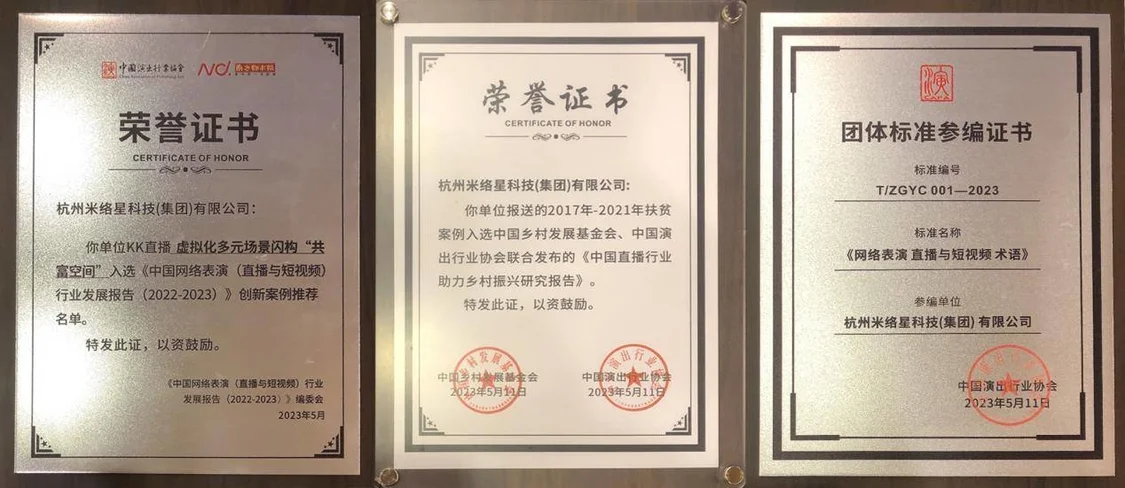 中国演出行业协会
南方都市报
荣誉证书
CERTIFICATE OF HONOR
杭州米络星科技(集团)有限公司：
你单位KK直播 虚拟化多元场景闪构“共
富空间”入选《中国网络表演（直播与短视频）
行业发展报告（2022-2023）》创新案例推荐
名单。
特发此证，以资鼓励。
《中国网络表演（直播与短视频）行业
发展报告（2022-2023）》编委会
2023年5月
荣誉证书
CERTIFICATE OF HONOR
杭州米络星科技(集团)有限公司:
你单位报送的2017年-2021年扶贫
案例入选中国乡村发展基金会、中国演
出行业协会联合发布的《中国直播行业
助力乡村振兴研究报告》。
特发此证，以资鼓励。
中国乡村发展基金会
2023年5月11日
中国演出行业协会
2023年5月11日
演
团体标准参编证书
标准编号
T/ZGYC 001—2023
标准名称
《网络表演 直播与短视频 术语》
参编单位
杭州米络星科技(集团) 有限公司
中国演出行业协会
2023年5月11日